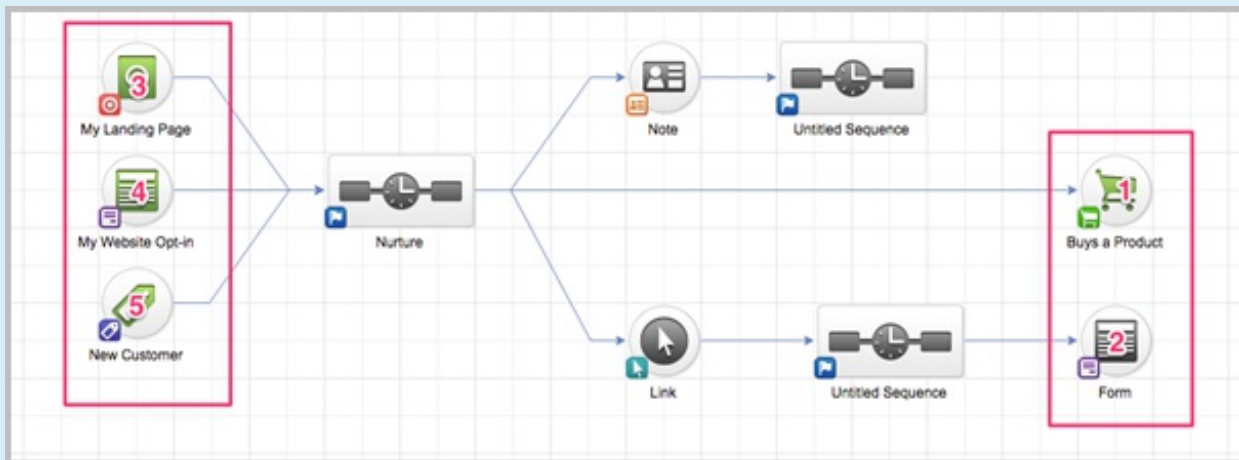 3
My Landing Page
Note
Untitled Sequence
4
My Website Opt-in
Nurture
1
Buys a Product
5
New Customer
Link
Untitled Sequence
2
Form